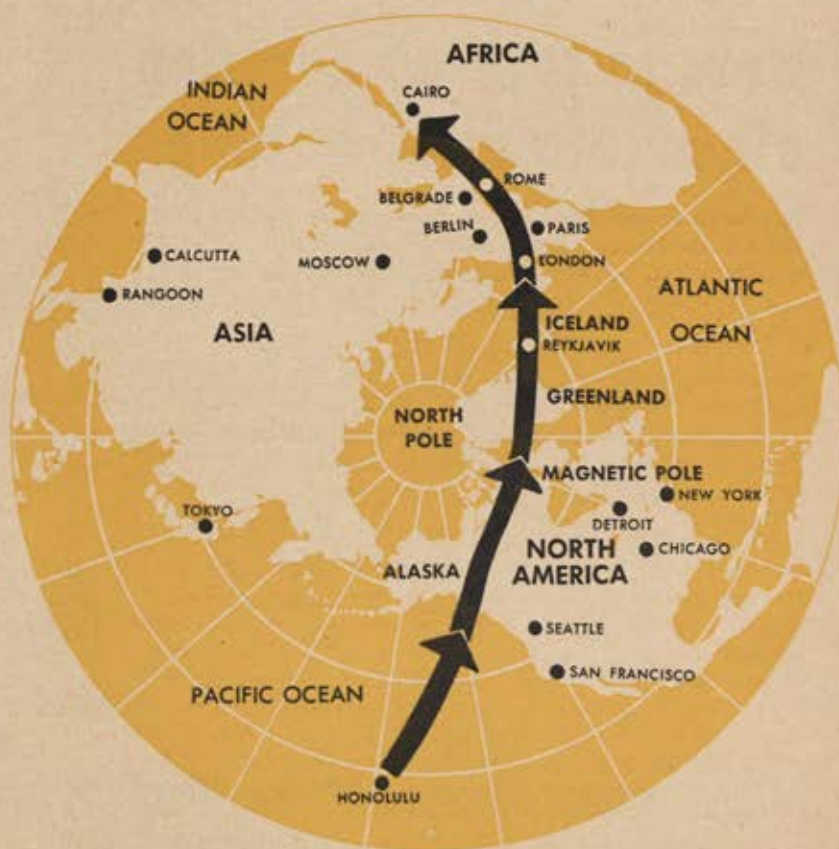 AFRICA
CAIRO
INDIAN
OCEAN
ROME
BELGRADE
BERLIN
PARIS
CALCUTTA
MOSCOW
LONDON
RANGOON
ATLANTIC
OCEAN
ASIA
ICELAND
REYKJAVIK
GREENLAND
NORTH
POLE
MAGNETIC POLE
NEW YORK
TOKYO
DETROIT
NORTH
AMERICA
CHICAGO
ALASKA
SEATTLE
SAN FRANCISCO
PACIFIC OCEAN
HONOLULU